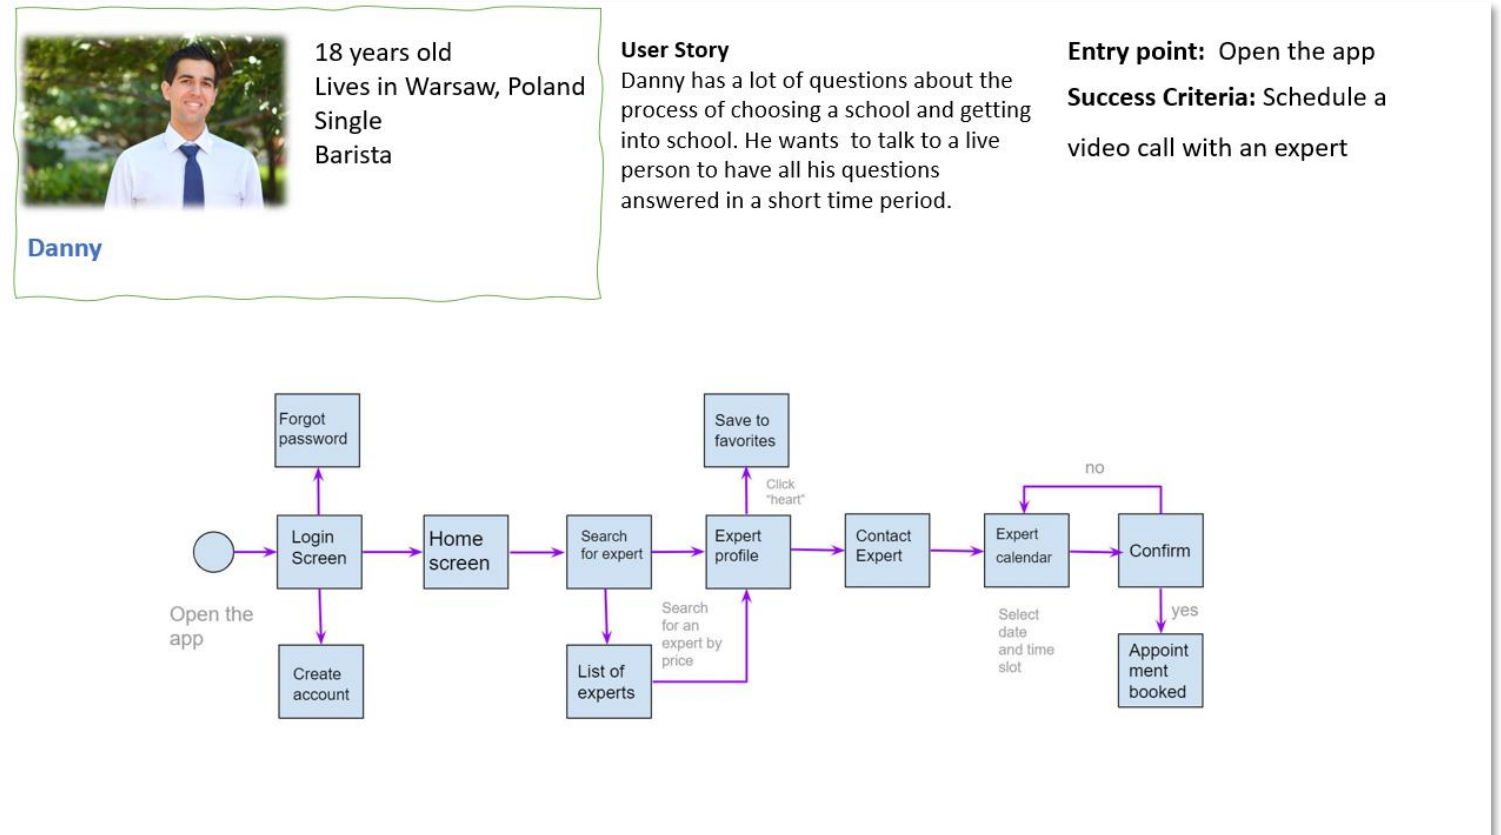 18 years old
Lives in Warsaw, Poland
Single
Barista
Danny
User Story
Danny has a lot of questions about the
process of choosing a school and getting
into school. He wants  to talk to a live
person to have all his questions
answered in a short time period.
Entry point:  Open the app
Success Criteria: Schedule a
video call with an expert
Forgot
password
Save to
favorites
no
Click
"heart"
Login
Screen
Home
screen
Search
for expert
Expert
profile
Contact
Expert
Expert
calendar
Confirm
Open the
app
Search
for an
expert by
price
Select
date
and time
slot
yes
Create
account
List of
experts
Appoint
ment
booked